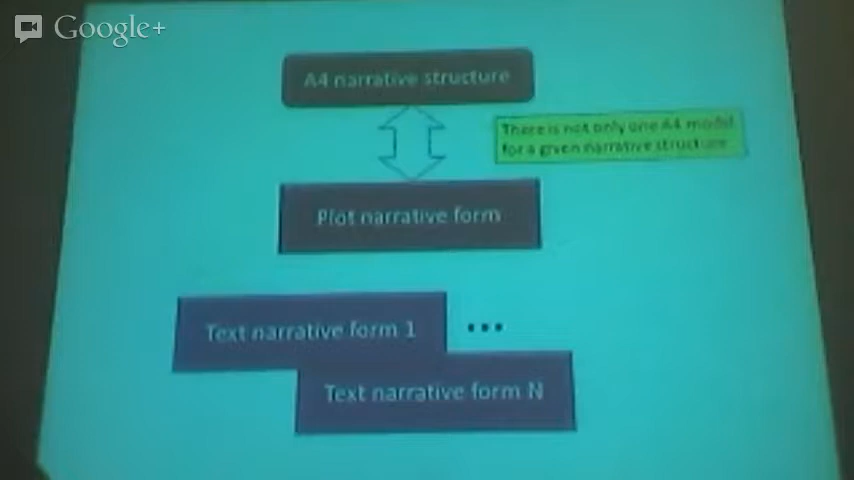 Google+
A4 narrative structure
There is not only one A4 model
for a given narrative structure
Plot narrative form
Text narrative form 1
...
Text narrative form N